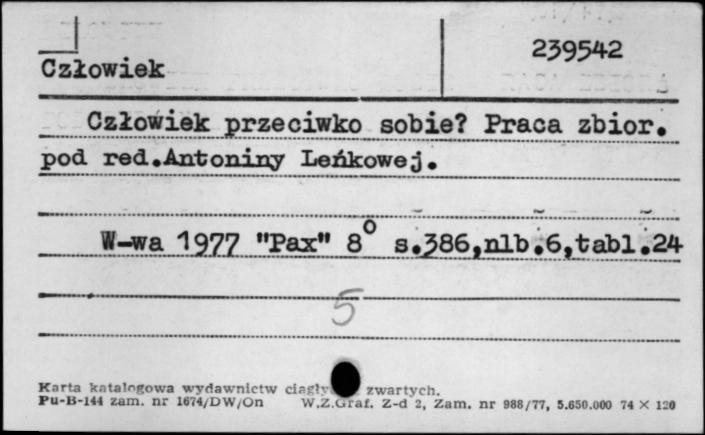 239542
Człowiek
Człowiek przeciwko sobie? Praca zbior.
pod red.Antoniny Leńkowej.
W-wa 1977 "Pax" 8° s.386,nlb.6,tabl.24
5
Karta katalogowa wydawnictw zwartych.
Pu-B-144 zam. nr 1674/DW/On W.Z.Graf. Z-d 2, Zam. nr 988/77, 5.650.000 74 X 120